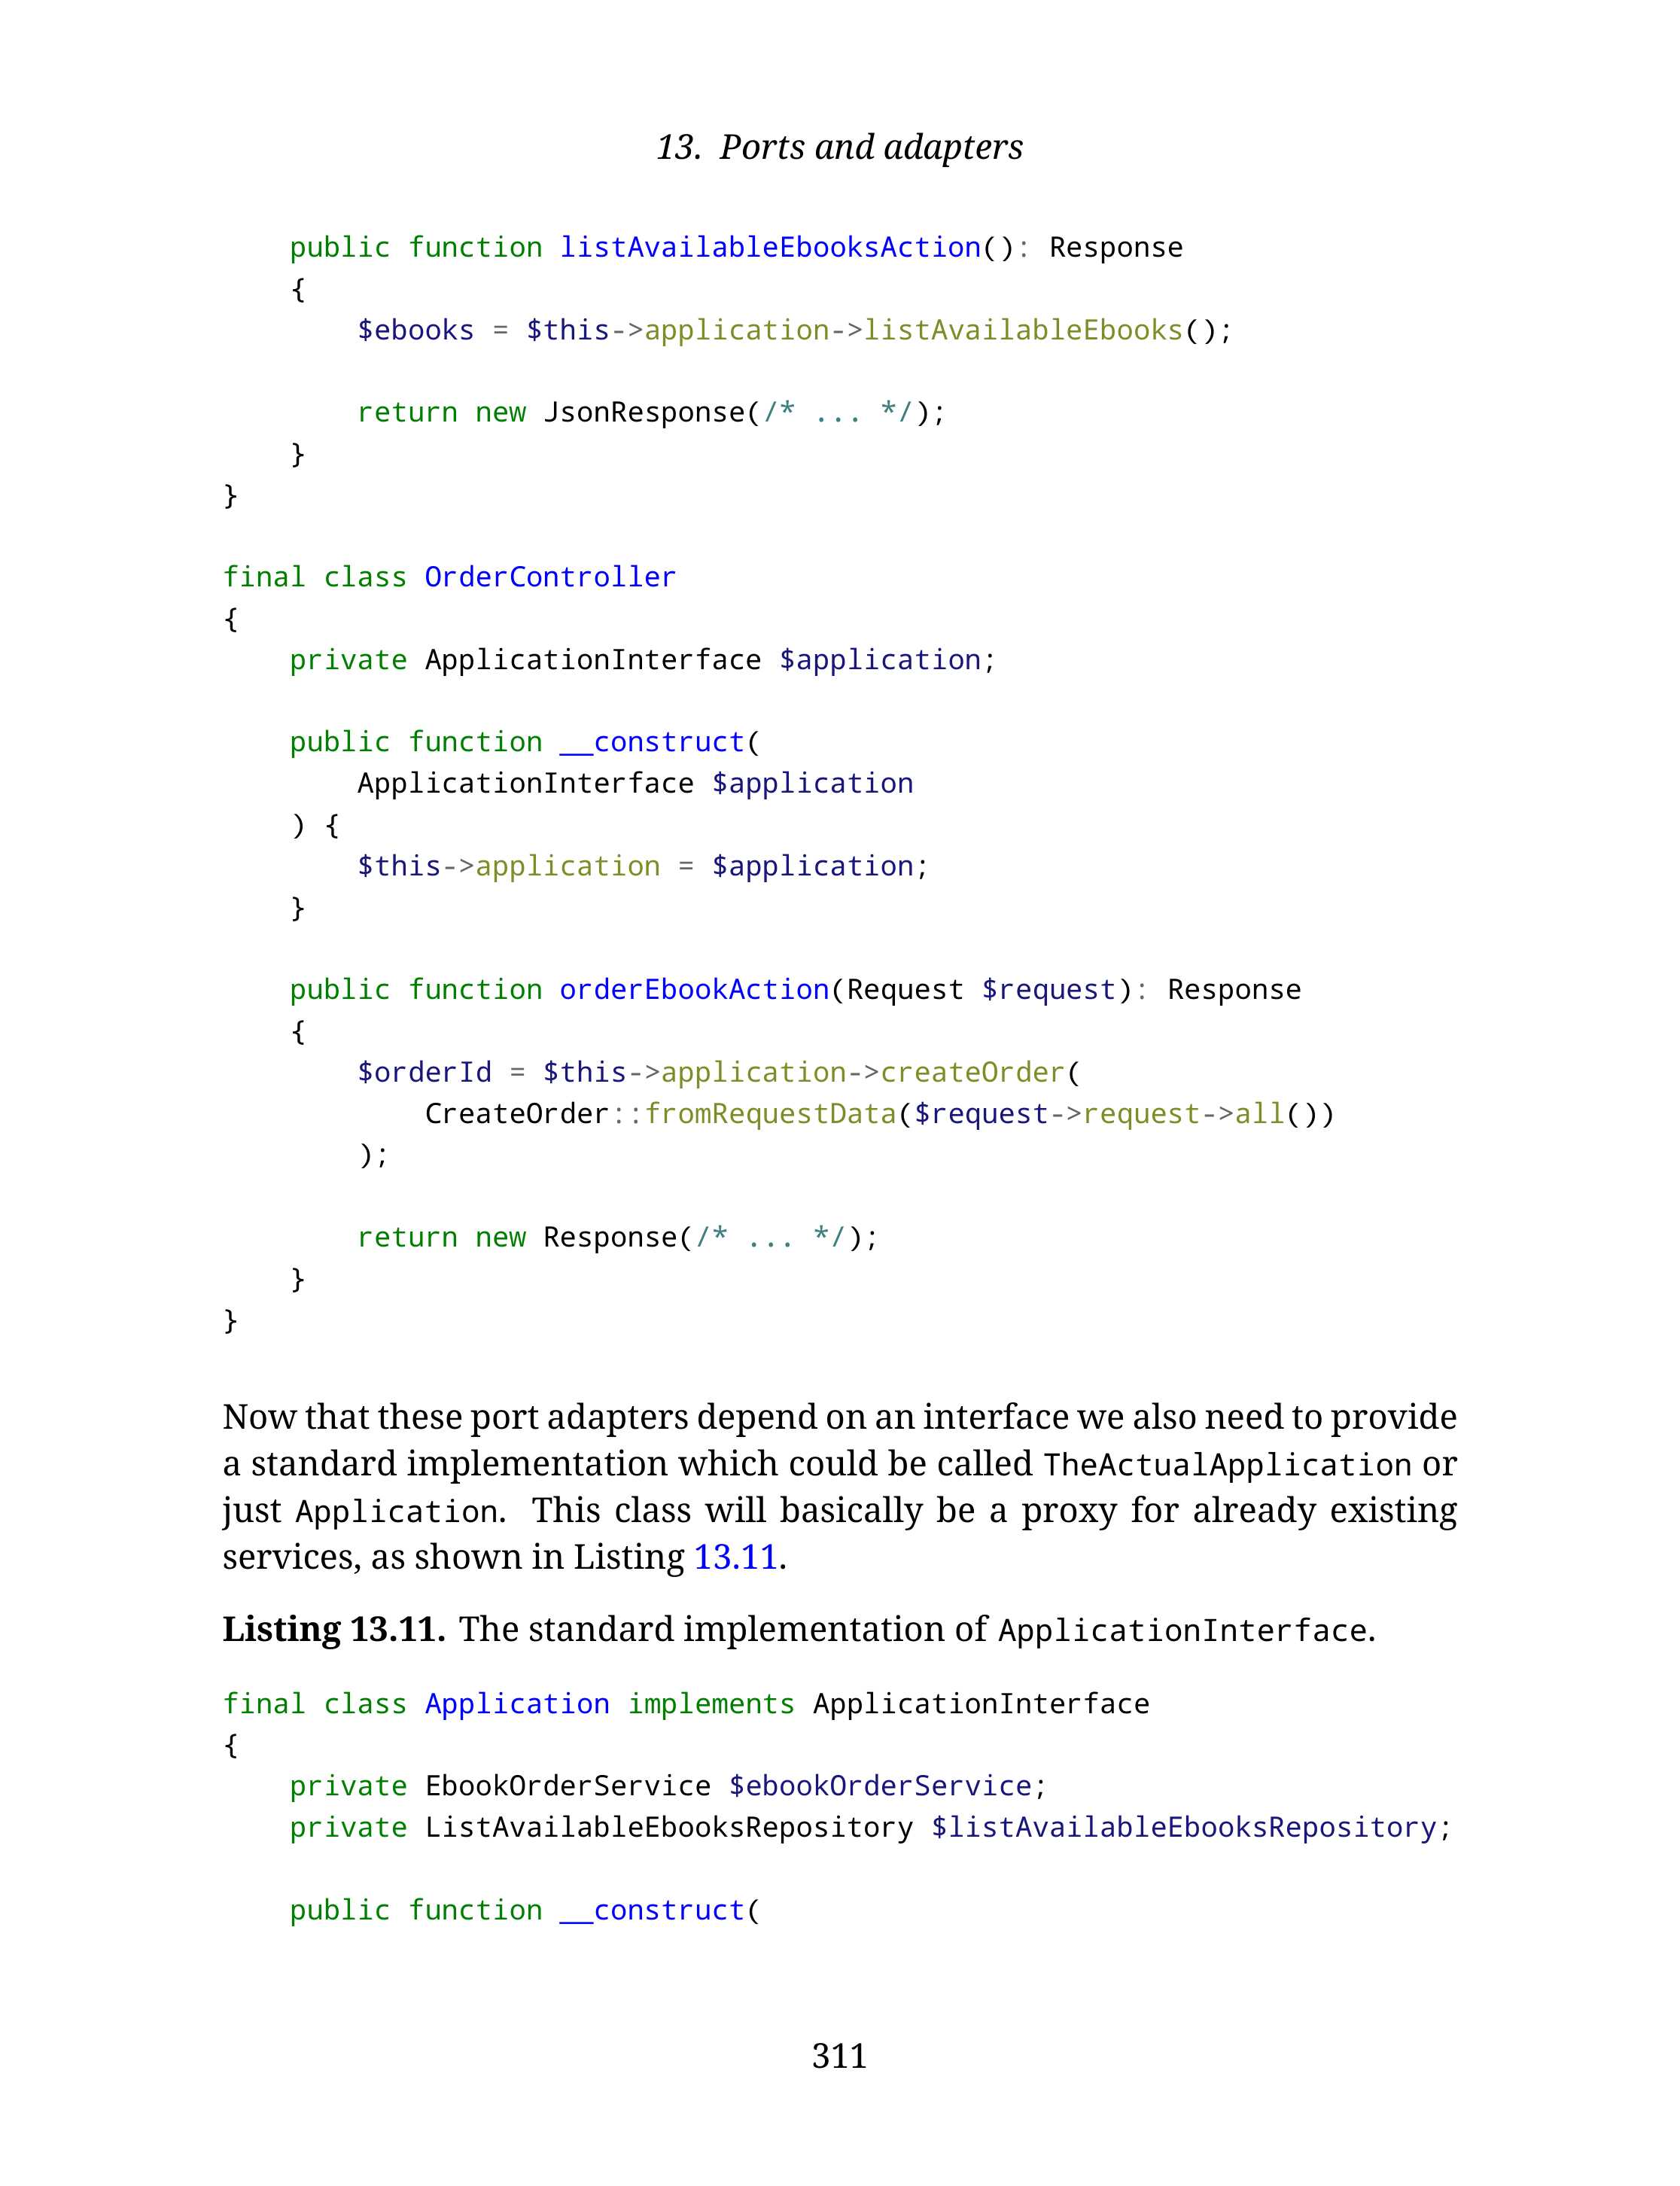 13. Ports and adapters
    public function listAvailableEbooksAction(): Response
    {
        $ebooks = $this->application->listAvailableEbooks();
        return new JsonResponse(/* ... */);
    }
}
final class OrderController
{
    private ApplicationInterface $application;
    public function __construct(
        ApplicationInterface $application
    ) {
        $this->application = $application;
    }
    public function orderEbookAction(Request $request): Response
    {
        $orderId = $this->application->createOrder(
            CreateOrder::fromRequestData($request->request->all())
        );
        return new Response(/* ... */);
    }
}
Now that these port adapters depend on an interface we also need to provide
a standard implementation which could be called TheActualApplication or
just Application. This class will basically be a proxy for already existing
services, as shown in Listing 13.11.
Listing 13.11. The standard implementation of ApplicationInterface.
final class Application implements ApplicationInterface
{
    private EbookOrderService $ebookOrderService;
    private ListAvailableEbooksRepository $listAvailableEbooksRepository;
    public function __construct(
311